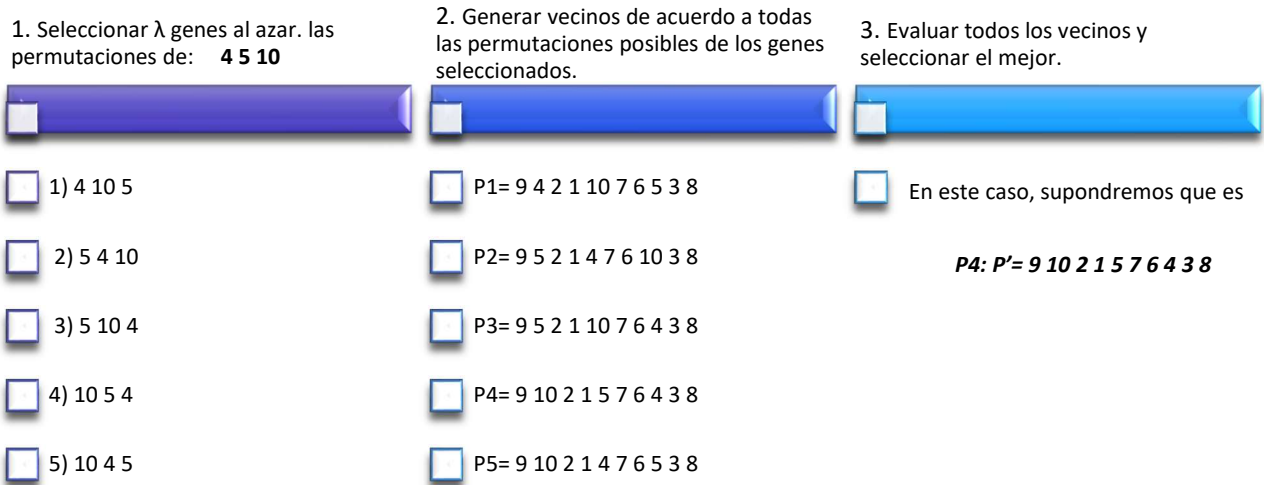 1. Seleccionar λ genes al azar. las
permutaciones de: 4 5 10
1) 4 10 5
2) 5 4 10
3) 5 10 4
4) 10 5 4
5) 10 4 5
2. Generar vecinos de acuerdo a todas
las permutaciones posibles de los genes
seleccionados.
P1= 9 4 2 1 10 7 6 5 3 8
P2= 9 5 2 1 4 7 6 10 3 8
P3= 9 5 2 1 10 7 6 4 3 8
P4= 9 10 2 1 5 7 6 4 3 8
P5= 9 10 2 1 4 7 6 5 3 8
3. Evaluar todos los vecinos y
seleccionar el mejor.
En este caso, supondremos que es
P4: P’= 9 10 2 1 5 7 6 4 3 8